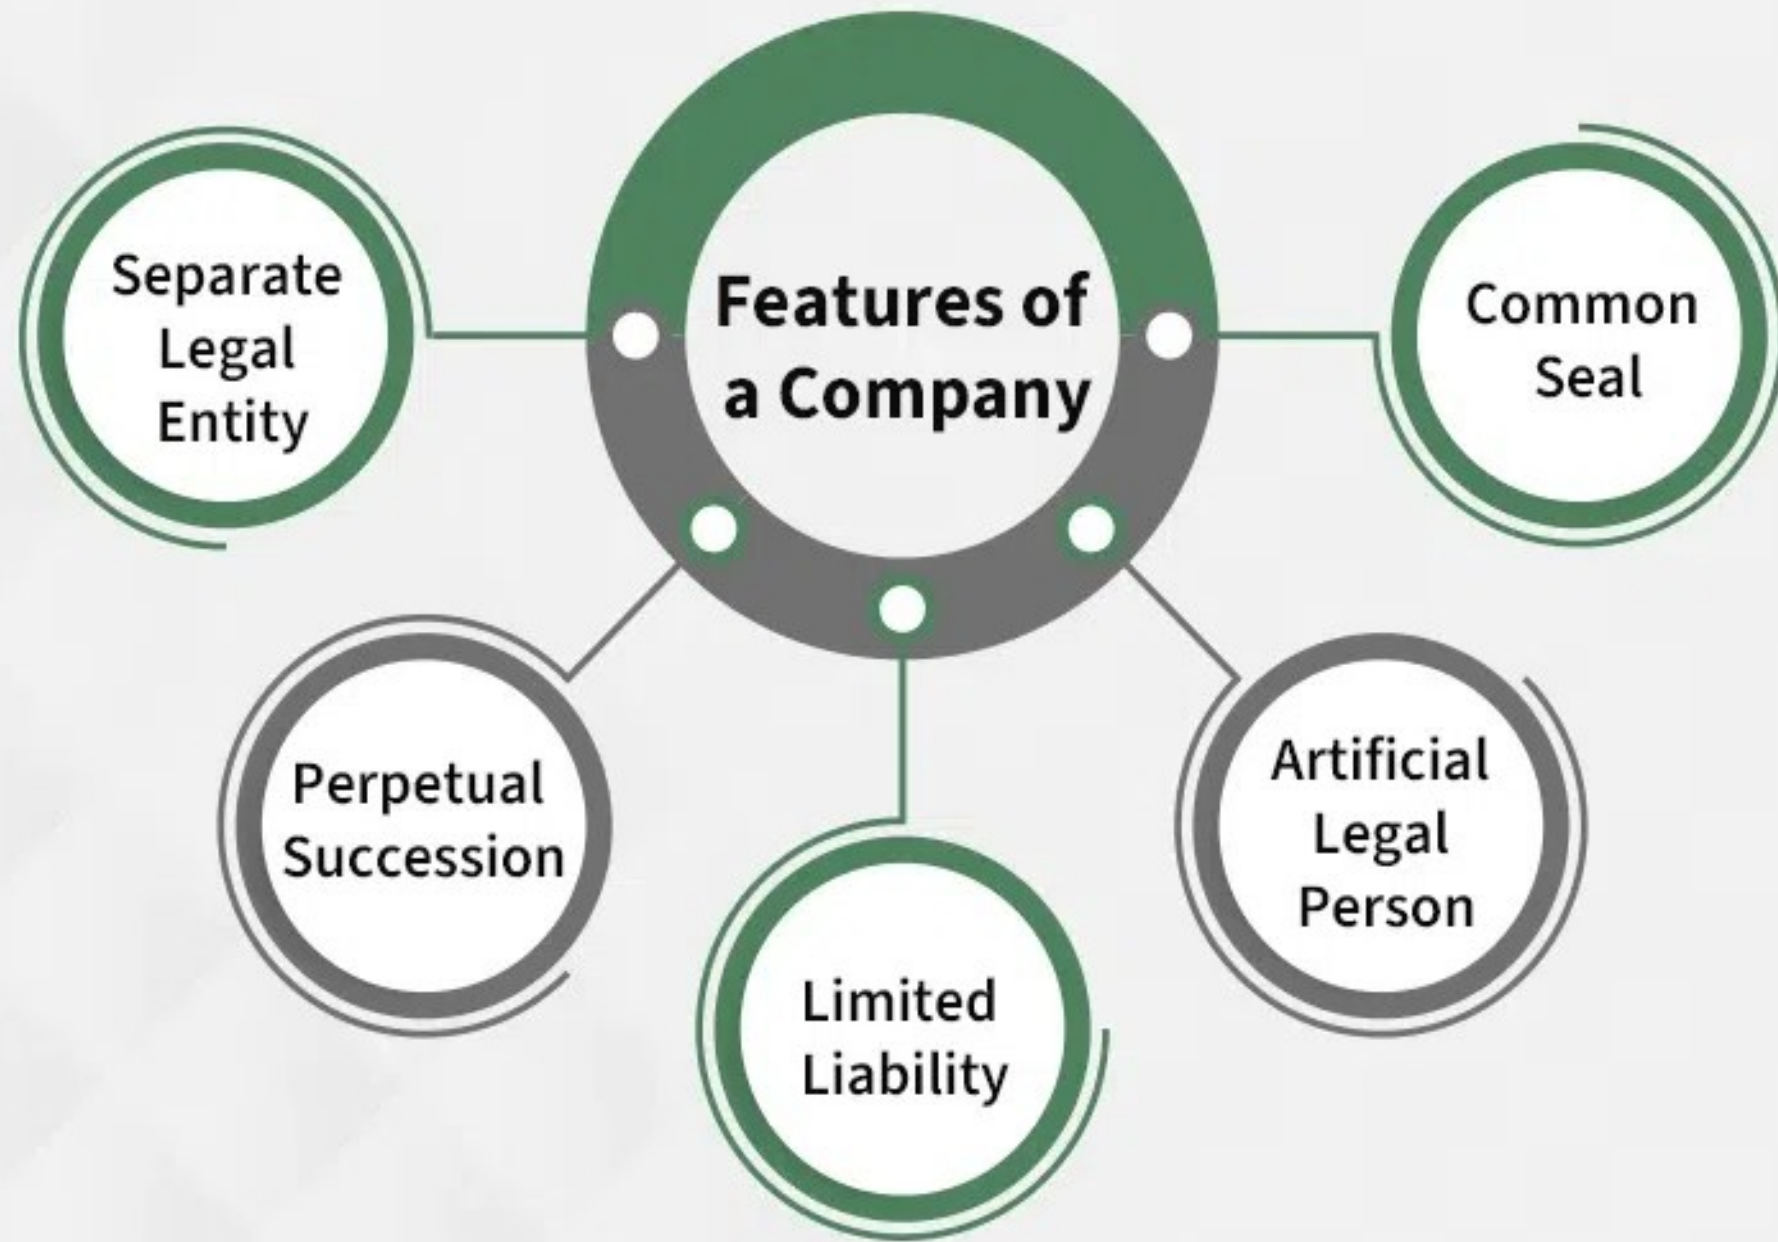 Features of
a Company
Separate
Legal
Entity
Perpetual
Succession
Limited
Liability
Artificial
Legal
Person
Common
Seal